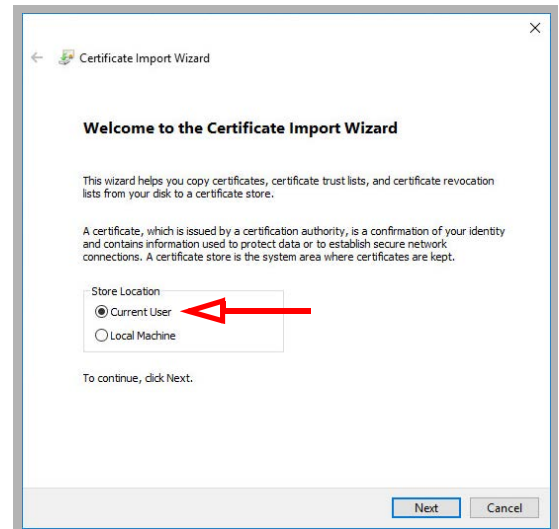 Certificate Import Wizard
Welcome to the Certificate Import Wizard
This wizard helps you copy certificates, certificate trust lists, and certificate revocation
lists from your disk to a certificate store.
A certificate, which is issued by a certification authority, is a confirmation of your identity
and contains information used to protect data or to establish secure network
connections. A certificate store is the system area where certificates are kept.
Store Location
Current User
Local Machine
To continue, click Next.
Next Cancel